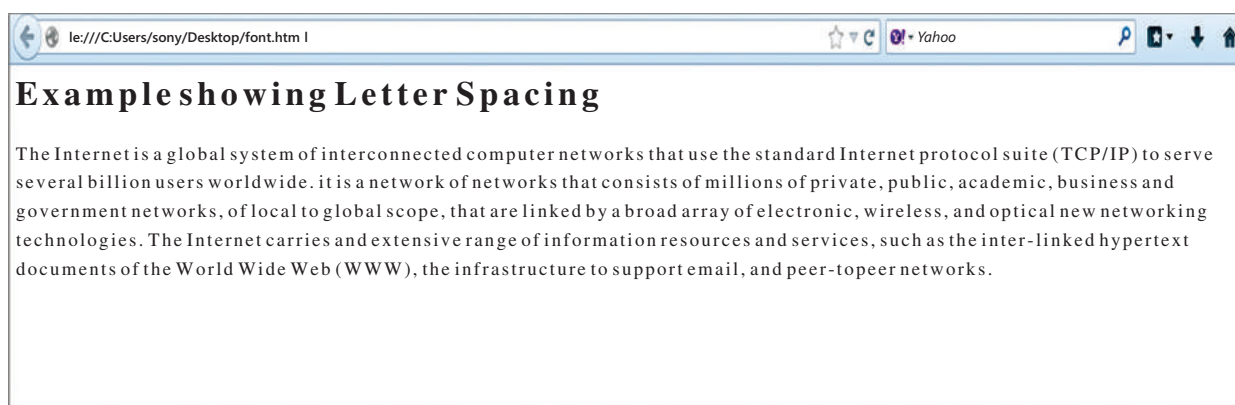 le:///C:Users/sony/Desktop/font.htm l
Yahoo
Example showing Letter Spacing
The Internet is a global system of interconnected computer networks that use the standard Internet protocol suite (TCP/IP) to serve
several billion users worldwide. it is a network of networks that consists of millions of private, public, academic, business and
government networks, of local to global scope, that are linked by a broad array of electronic, wireless, and optical new networking
technologies. The Internet carries and extensive range of information resources and services, such as the inter-linked hypertext
documents of the World Wide Web (WWW), the infrastructure to support email, and peer-topeer networks.